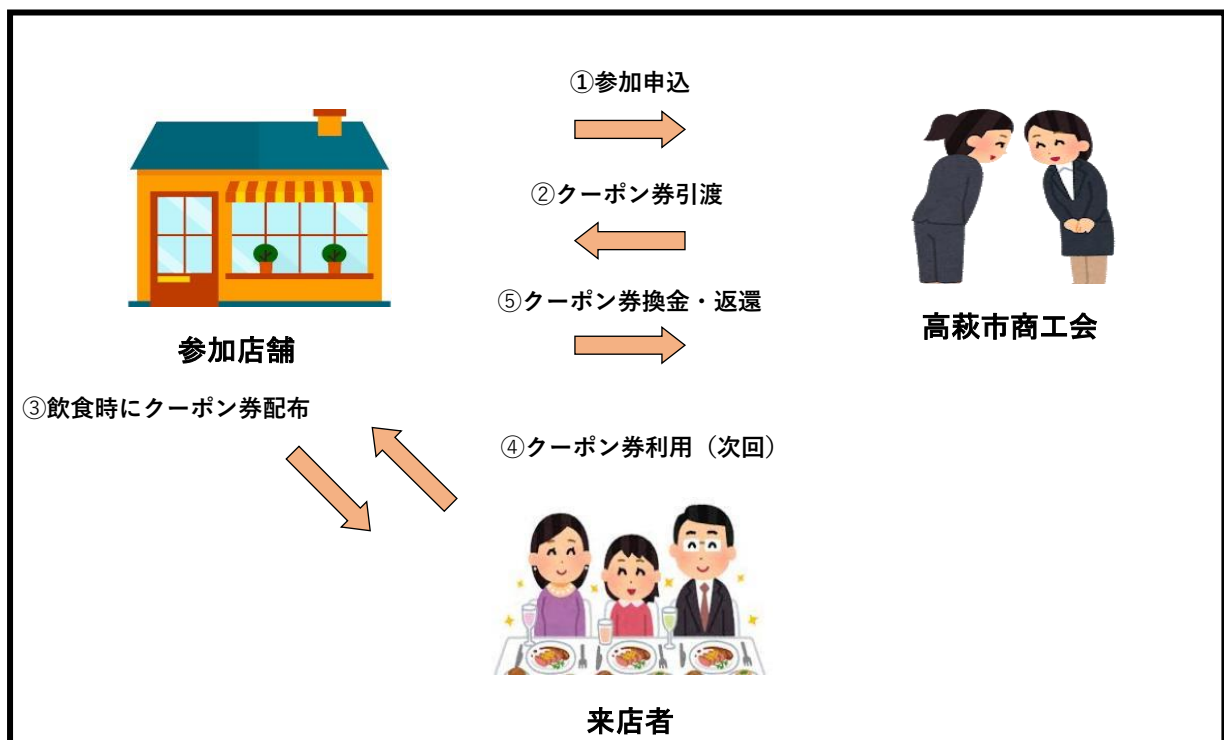 ①参加申込
②クーポン券引渡
⑤クーポン券換金・返還
参加店舗
高萩市商工会
③飲食時にクーポン券配布
④クーポン券利用（次回）
来店者